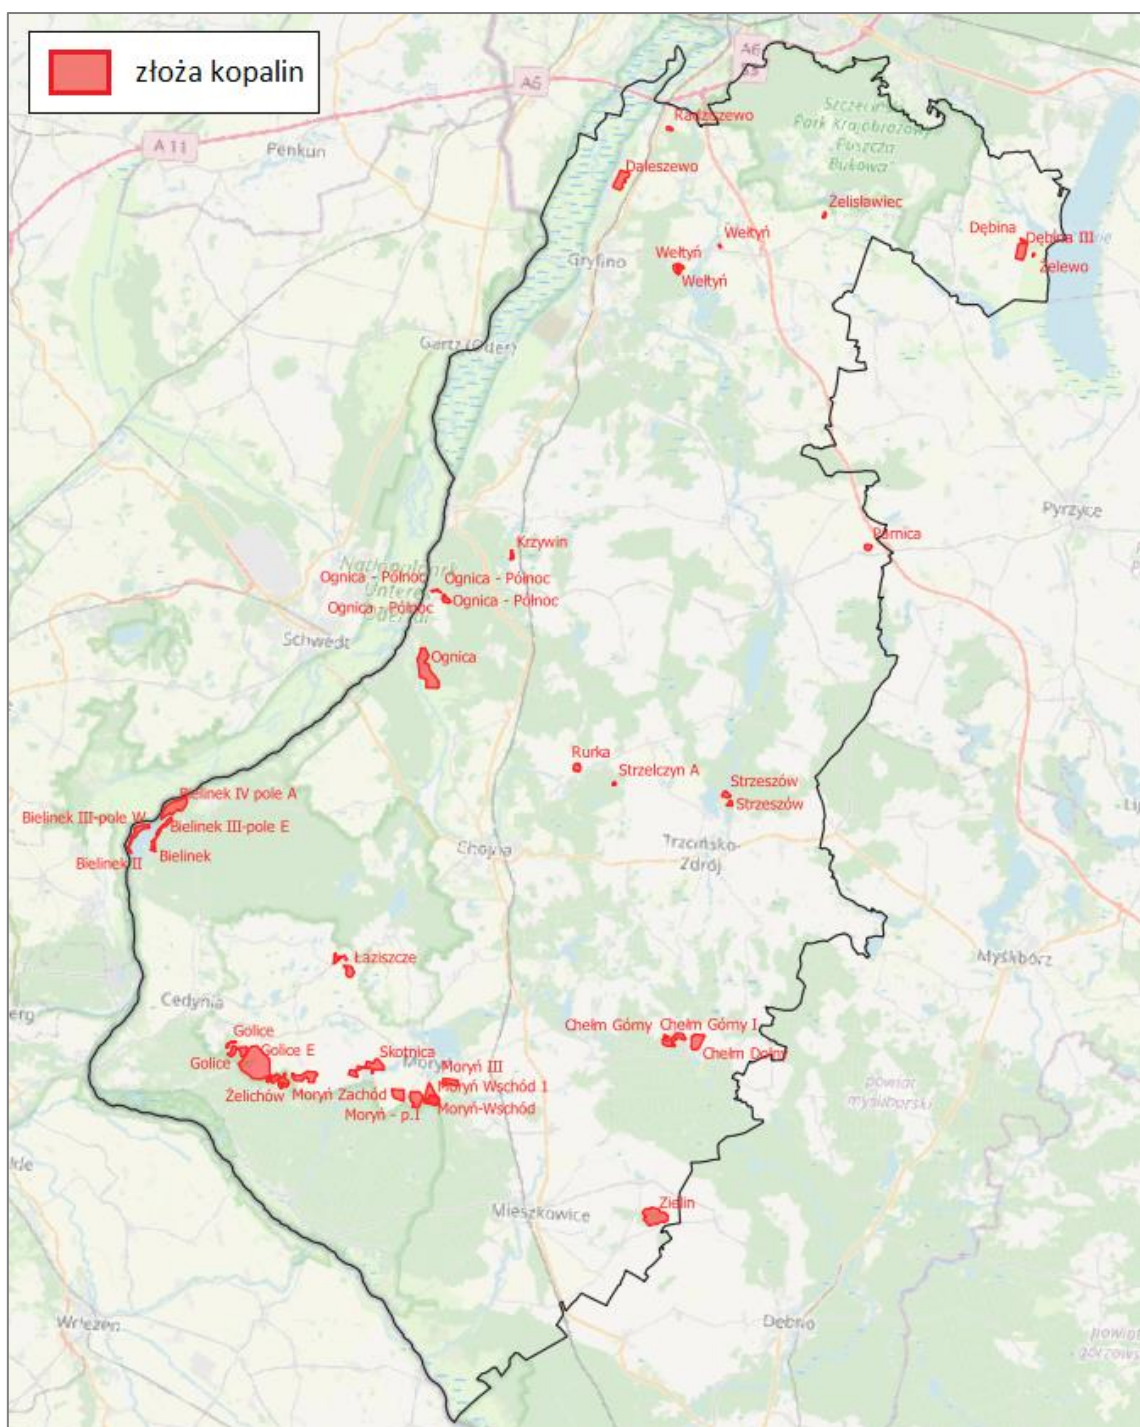 złoża kopalin
A6
A6
A 11
Penkun
Radziszewo
Szczeciński
Park Krajobrazowy
„Puszcza
Bukowa"
Daleszewo
Żelisławiec
Wełtyń
Dębina
Dębina III
Żelewo
Wełtyń
Wełtyń
Gryfino
Gartz (Oder)
Pyrzyce
Krzywin
Parnica
Nationalpark
Ognica - Północ
Ognica - Północ
Unteres
Ognica - Północ
Ognica - Północ
Schwedt
Ognica
Rurka
Strzelczyn A
Strzeszów
Strzeszów
Bielinek IV pole A
Bielinek III-pole W
Bielinek III-pole E
Bielinek II
Bielinek
Chojna
Trzcińsko-
Zdrój
Łaziszcze
Myślibórz
Cedynia
Golice
Golice E
Golice
Skotnica
Chełm Górny
Chełm Górny I
Chełm Dolny
Moryń III
Żelichów
Moryń Zachód
Moryń Wschód 1
Moryń - p.I
Moryń-Wschód
powiat
myśliborski
Zielin
Mieszkowice
Wriezen
Dębno
powiat